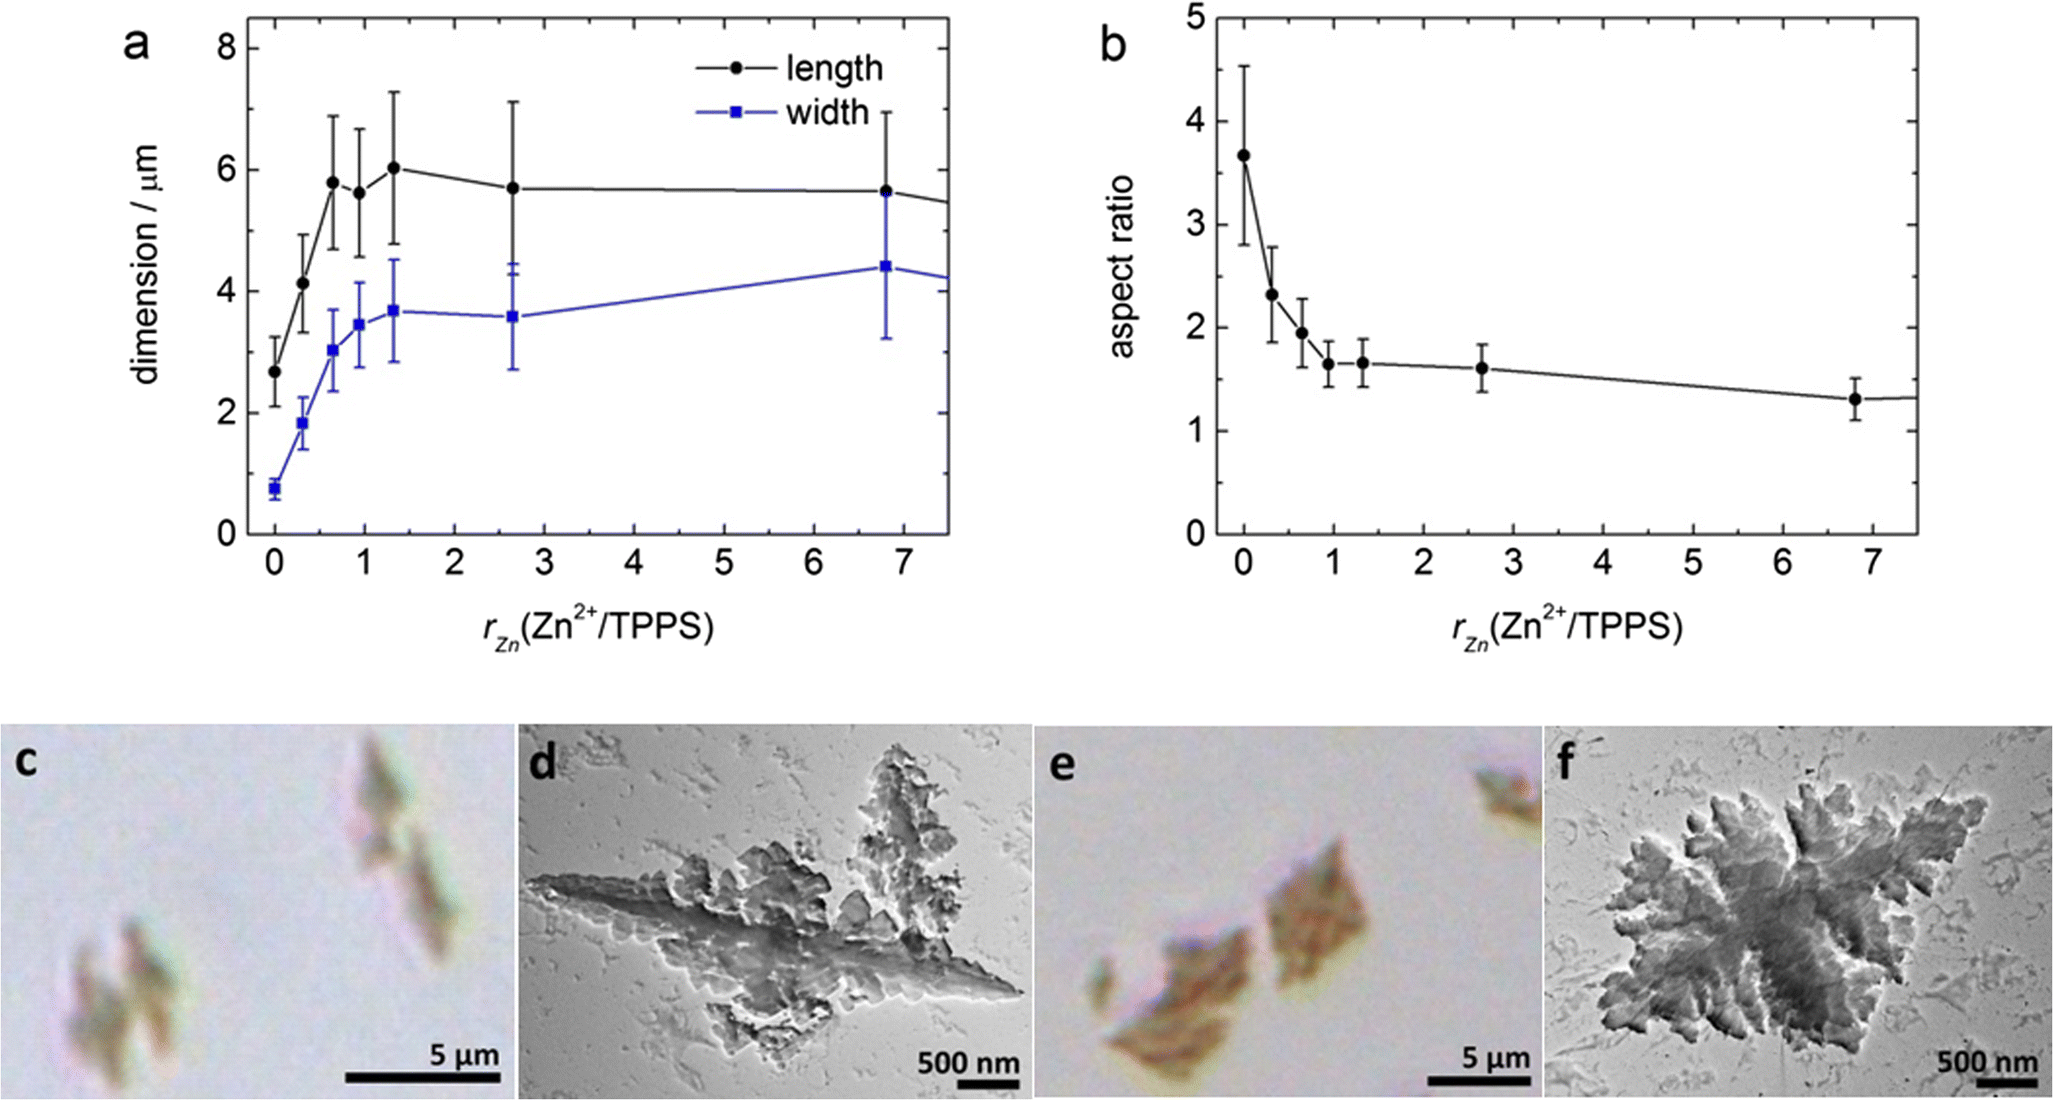 a
8
6
4
2
0
dimension / μm
length
width
0 1 2 3 4 5 6 7
rZn(Zn2+/TPPS)
b
5
4
3
2
1
0
aspect ratio
0 1 2 3 4 5 6 7
rZn(Zn2+/TPPS)
c
5 μm
d
500 nm
e
5 μm
f
500 nm